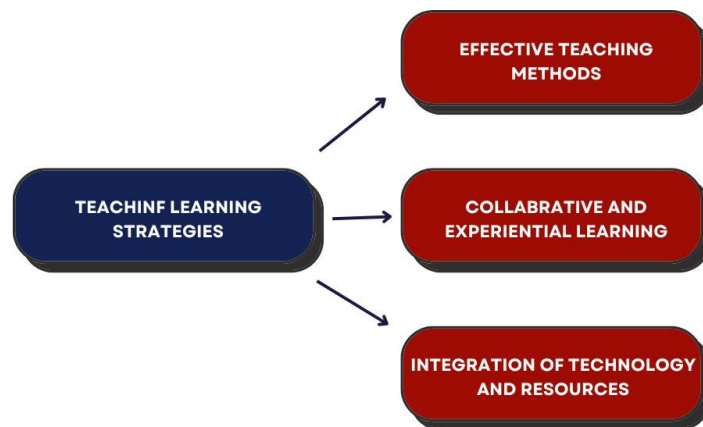 EFFECTIVE TEACHING
METHODS
TEACHINF LEARNING
STRATEGIES
COLLABRATIVE AND
EXPERIENTIAL LEARNING
INTEGRATION OF TECHNOLOGY
AND RESOURCES